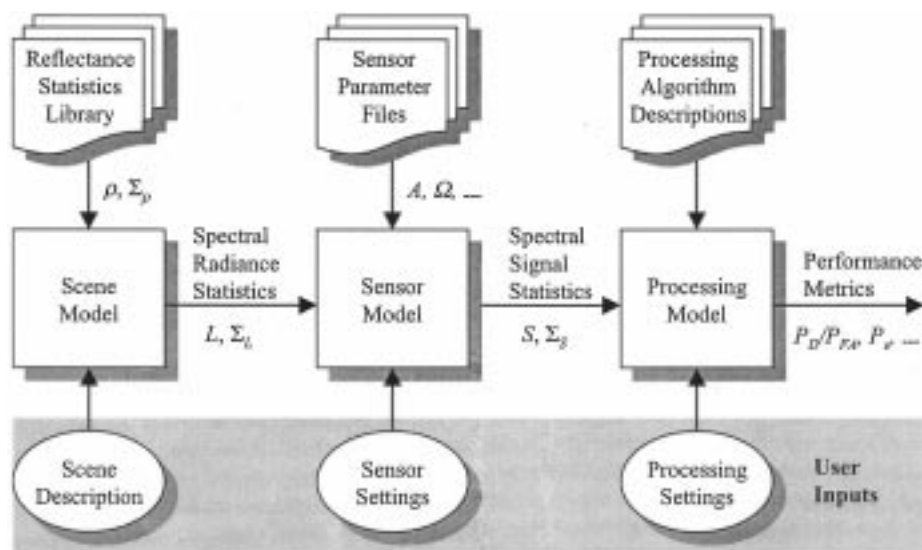 Reflectance
Statistics
Library
Sensor
Parameter
Files
Processing
Algorithm
Descriptions
ρ, Σρ
A, Ω, ...
Scene
Model
Spectral
Radiance
Statistics
L, ΣL
Sensor
Model
Spectral
Signal
Statistics
S, ΣS
Processing
Model
Performance
Metrics
PD/PFA, Pe, ...
Scene
Description
Sensor
Settings
Processing
Settings
User
Inputs